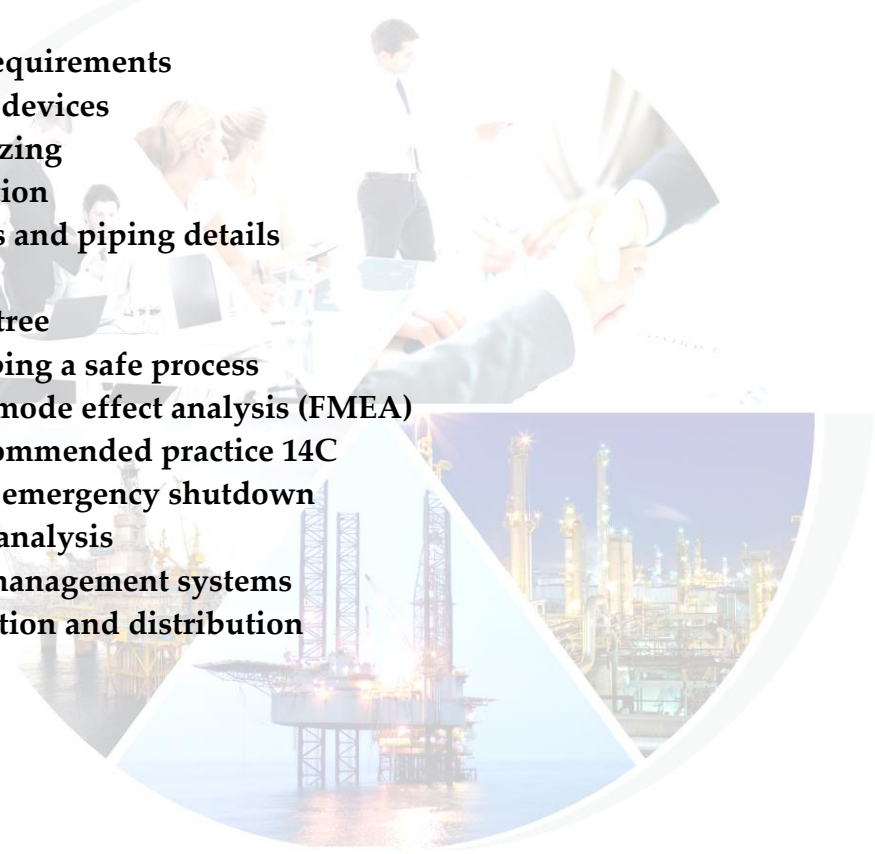 equirements
devices
zing
tion
s and piping details
tree
ping a safe process
mode effect analysis (FMEA)
ommended practice 14C
emergency shutdown
analysis
management systems
tion and distribution